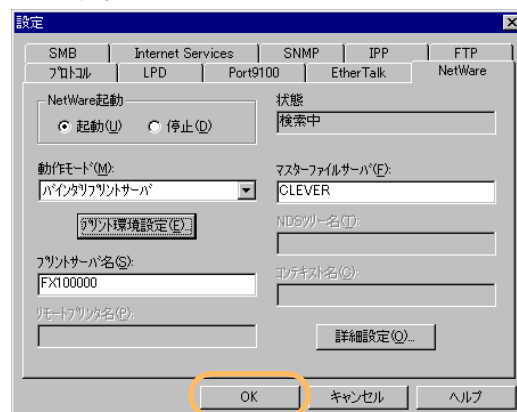 設定
SMB Internet Services SNMP IPP FTP
ﾌﾟﾛﾄｺﾙ LPD Port9100 EtherTalk NetWare
NetWare起動
起動(U) 停止(D)
状態
検索中
動作ﾓｰﾄﾞ(M):
ﾊﾞｲﾝﾀﾞﾘﾌﾟﾘﾝﾄｻｰﾊﾞ
ﾏｽﾀｰﾌｧｲﾙｻｰﾊﾞ(F):
CLEVER
ﾌﾟﾘﾝﾄ環境設定(E)...
NDSﾂﾘｰ名(T):
ﾌﾟﾘﾝﾄｻｰﾊﾞ名(S):
FX100000
ｺﾝﾃｷｽﾄ名(C):
ﾘﾓｰﾄﾌﾟﾘﾝﾀ名(P):
詳細設定(O)...
OK キャンセル ヘルプ